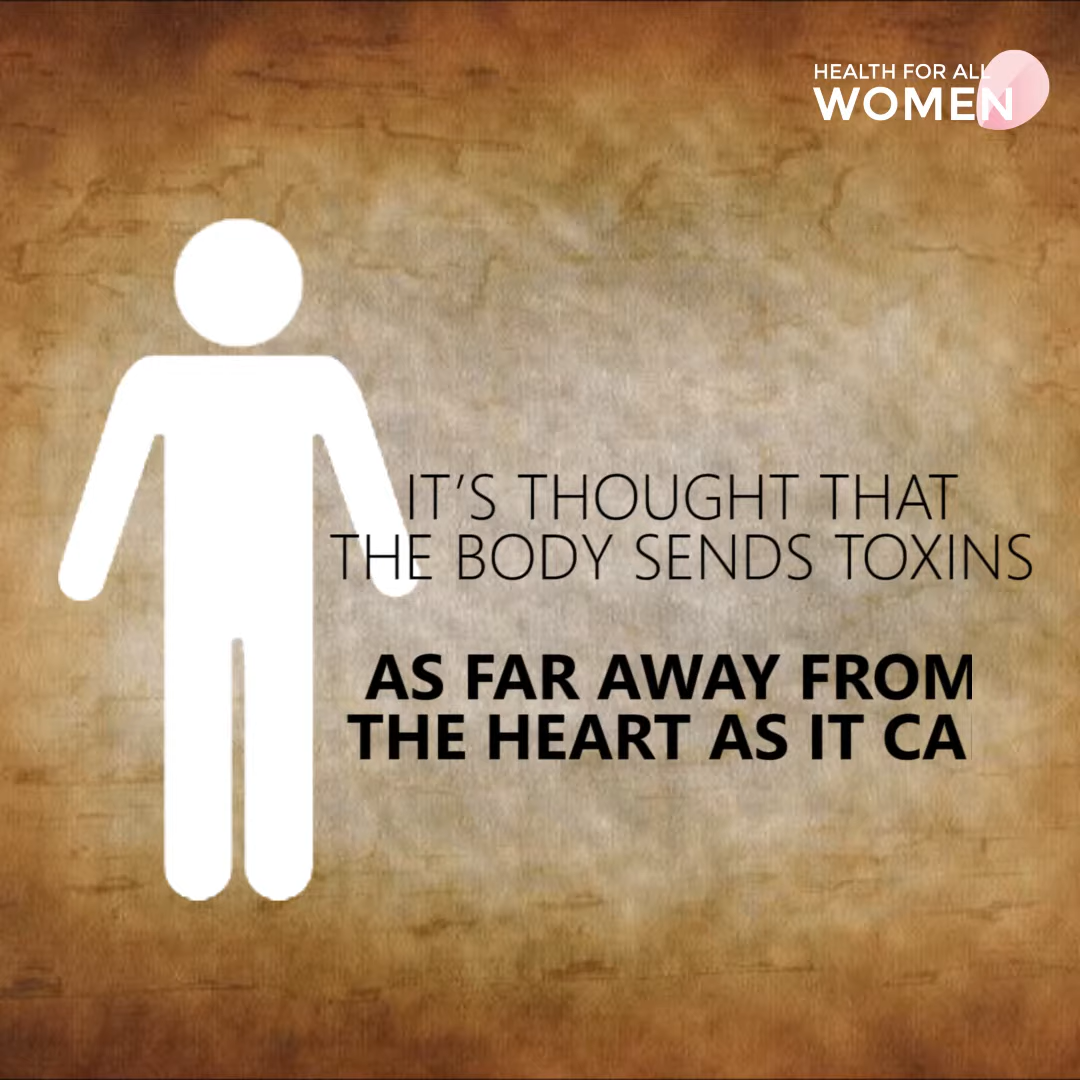 HEALTH FOR ALL
WOMEN
IT'S THOUGHT THAT
THE BODY SENDS TOXINS
AS FAR AWAY FROM
THE HEART AS IT CA